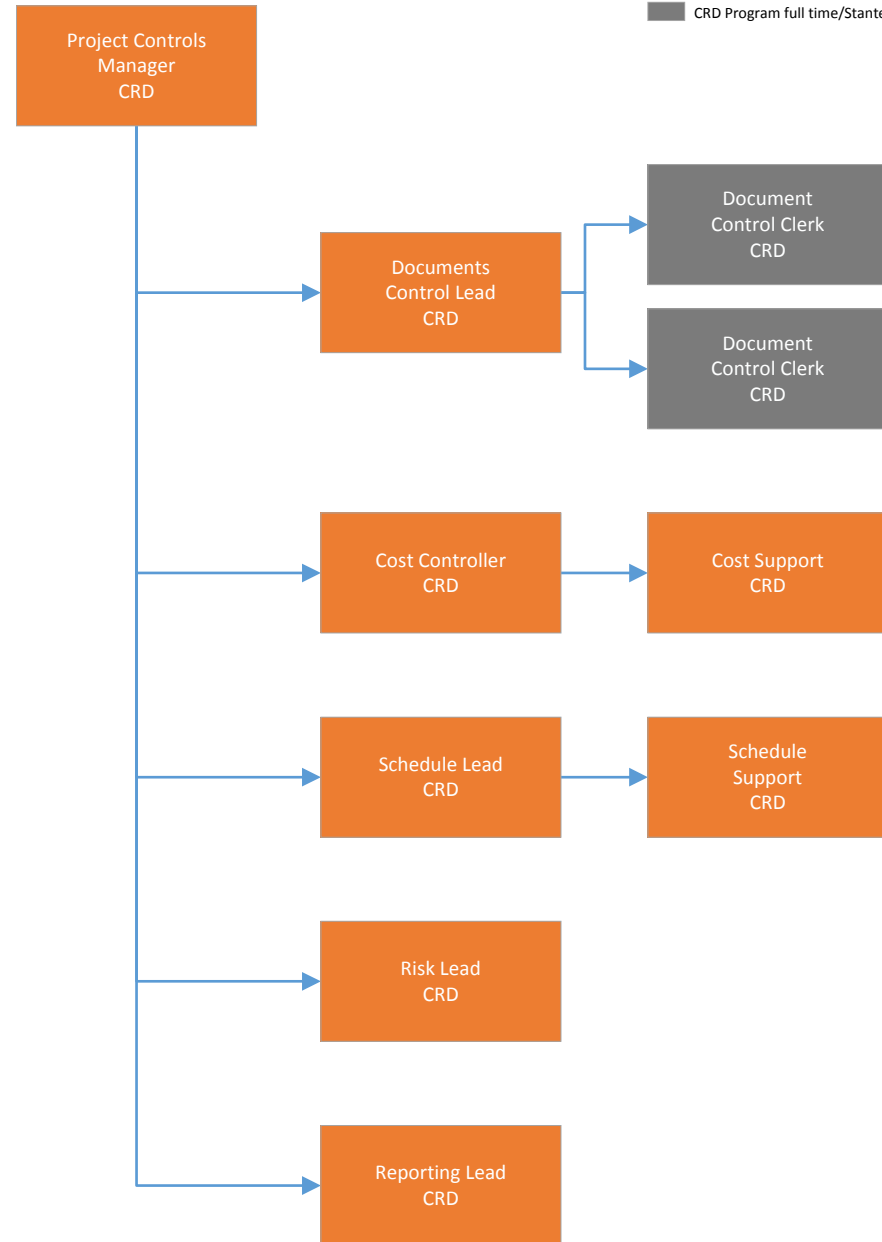 CRD Program full time/Stante
Project Controls
Manager
CRD
Document
Control Clerk
CRD
Documents
Control Lead
CRD
Document
Control Clerk
CRD
Cost Controller
CRD
Cost Support
CRD
Schedule Lead
CRD
Schedule
Support
CRD
Risk Lead
CRD
Reporting Lead
CRD